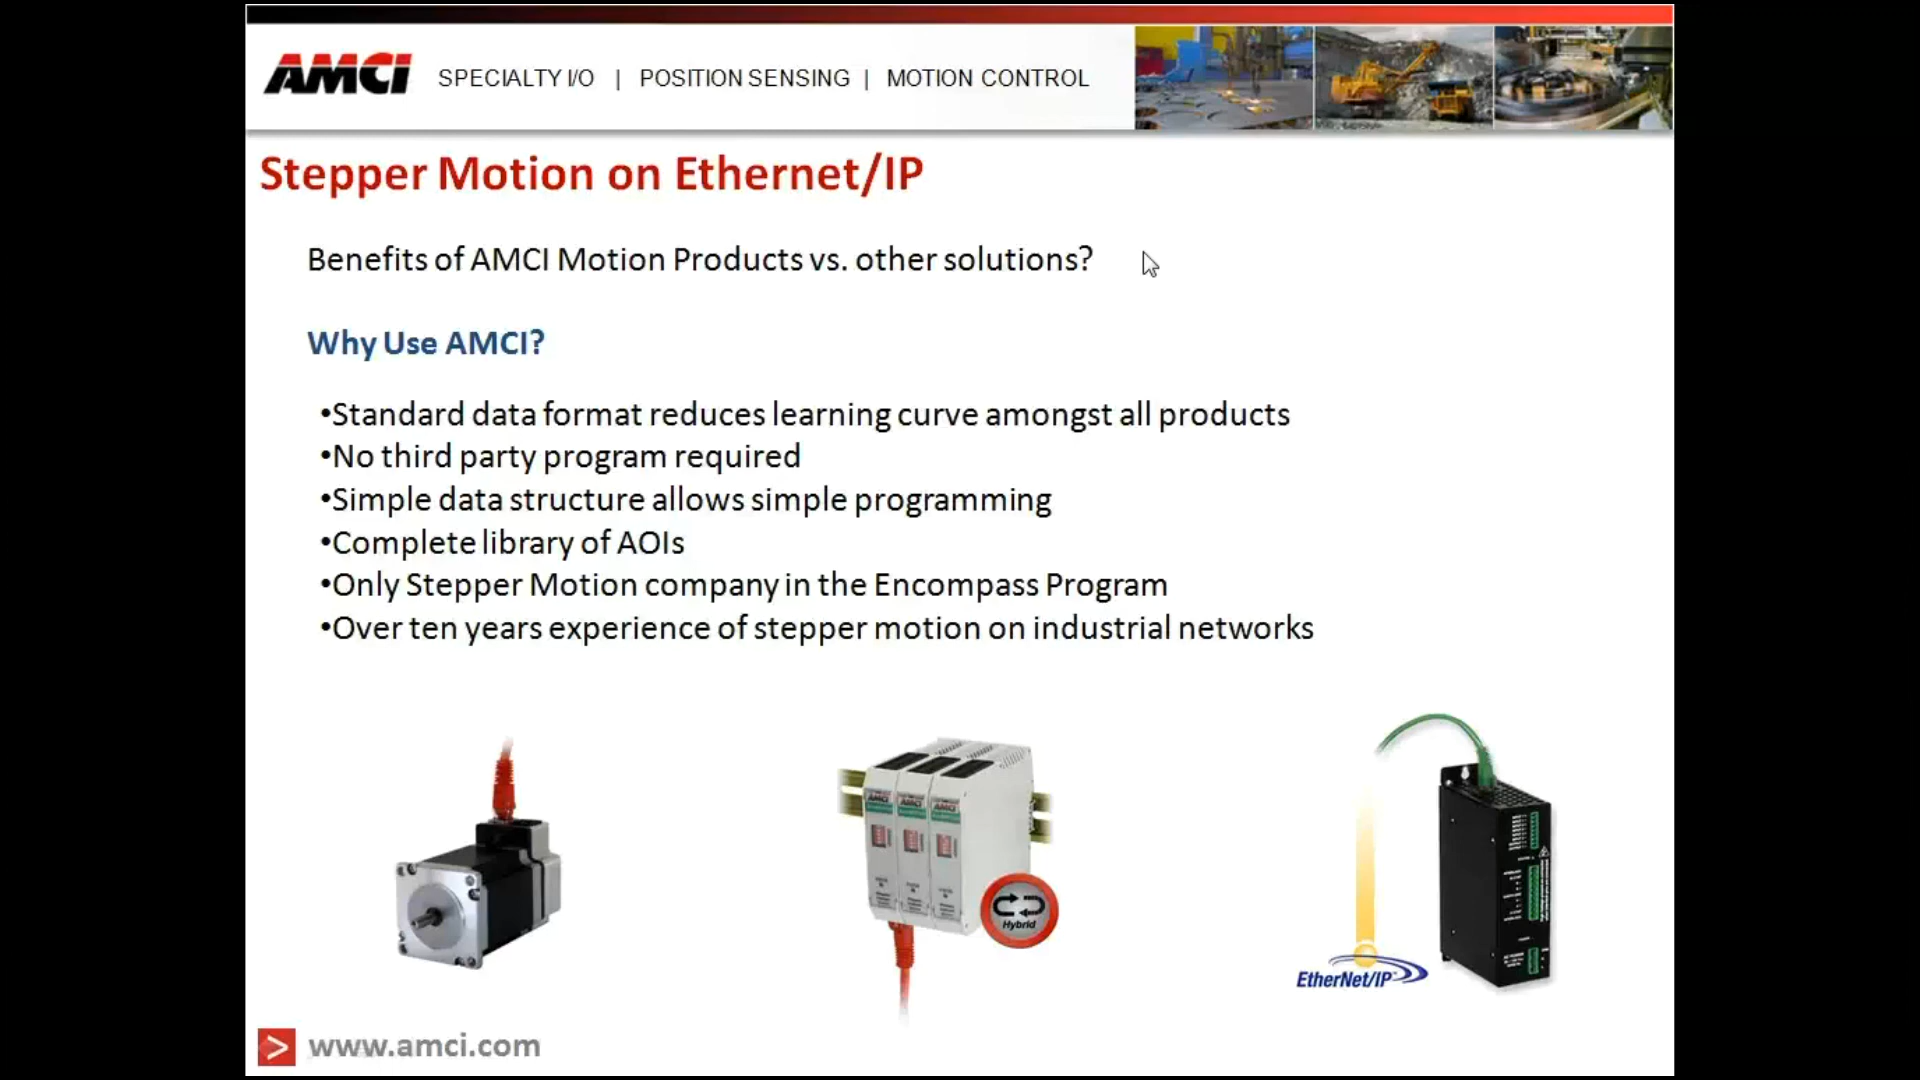 AMCI SPECIALTY I/O | POSITION SENSING | MOTION CONTROL
Stepper Motion on Ethernet/IP
Benefits of AMCI Motion Products vs. other solutions?
Why Use AMCI?
•Standard data format reduces learning curve amongst all products
•No third party program required
•Simple data structure allows simple programming
•Complete library of AOIs
•Only Stepper Motion company in the Encompass Program
•Over ten years experience of stepper motion on industrial networks
AMCI AMCI AMCI
Hybrid
EtherNet/IP
www.amci.com